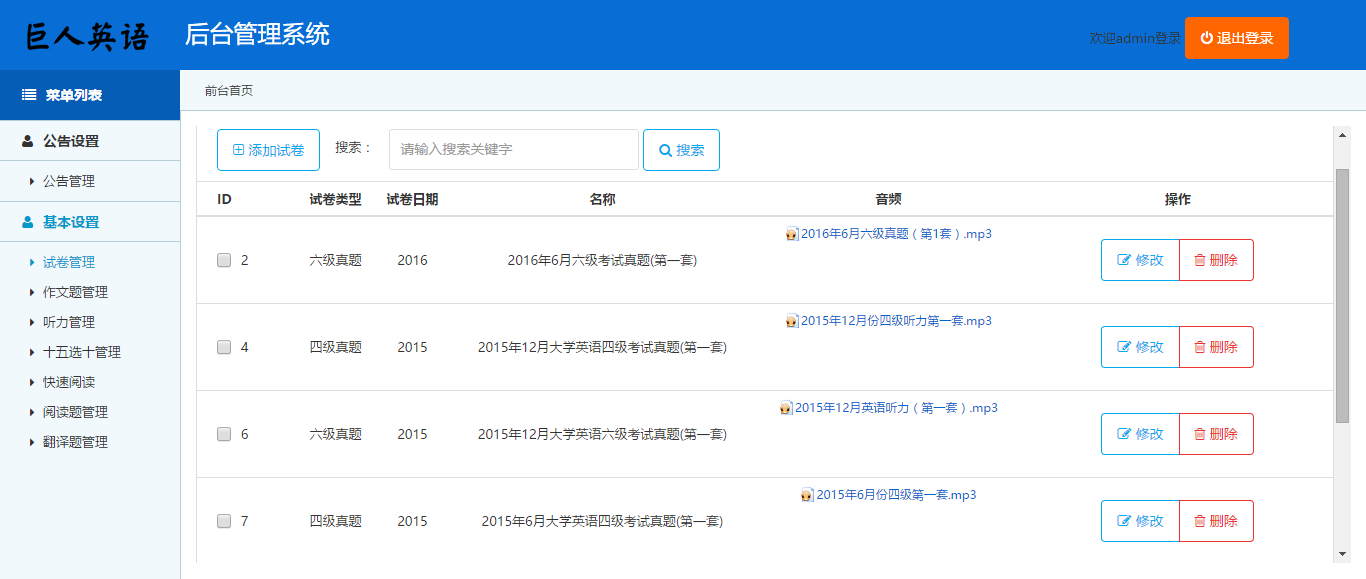 巨人英语 后台管理系统
欢迎admin登录 退出登录
菜单列表
前台首页
公告设置
公告管理
基本设置
试卷管理
作文题管理
听力管理
十五选十管理
快速阅读
阅读题管理
翻译题管理
添加试卷 搜索： 请输入搜索关键字 搜索
ID 试卷类型 试卷日期 名称 音频 操作
2016年6月六级真题（第1套）.mp3
2 六级真题 2016 2016年6月六级考试真题(第一套) 修改 删除
2015年12月份四级听力第一套.mp3
4 四级真题 2015 2015年12月大学英语四级考试真题(第一套) 修改 删除
2015年12月英语听力（第一套）.mp3
6 六级真题 2015 2015年12月大学英语六级考试真题(第一套) 修改 删除
2015年6月份四级第一套.mp3
7 四级真题 2015 2015年6月大学英语四级考试真题(第一套) 修改 删除